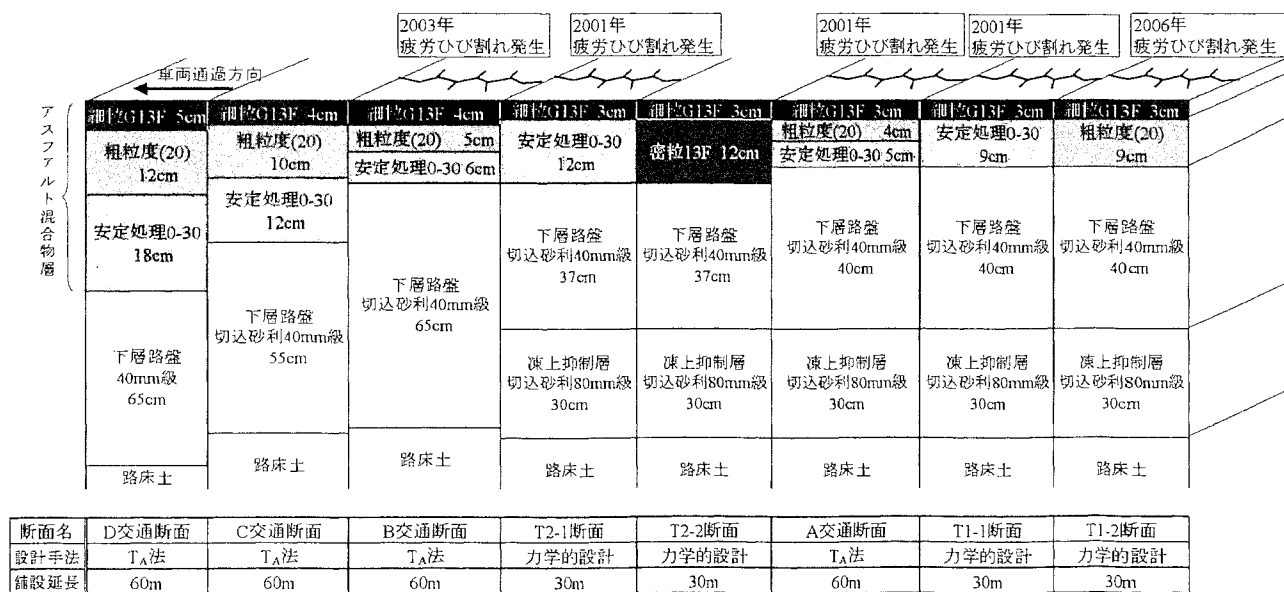 2003年
疲労ひび割れ発生
2001年
疲労ひび割れ発生
2001年
疲労ひび割れ発生
2001年
疲労ひび割れ発生
2006年
疲労ひび割れ発生
車両通過方向
アスファルト混合物層
細粒G13F 5cm
粗粒度(20)
12cm
安定処理0-30
18cm
下層路盤
40mm級
65cm
路床土
細粒G13F 4cm
粗粒度(20)
10cm
安定処理0-30
12cm
下層路盤
切込砂利40mm級
55cm
路床土
細粒G13F 4cm
粗粒度(20) 5cm
安定処理0-30 6cm
下層路盤
切込砂利40mm級
65cm
路床土
細粒G13F 3cm
安定処理0-30
12cm
下層路盤
切込砂利40mm級
37cm
凍上抑制層
切込砂利80mm級
30cm
路床土
細粒G13F 3cm
密粒13F 12cm
下層路盤
切込砂利40mm級
37cm
凍上抑制層
切込砂利80mm級
30cm
路床土
細粒G13F 3cm
粗粒度(20) 4cm
安定処理0-30 5cm
下層路盤
切込砂利40mm級
40cm
凍上抑制層
切込砂利80mm級
30cm
路床土
細粒G13F 3cm
安定処理0-30
9cm
下層路盤
切込砂利40mm級
40cm
凍上抑制層
切込砂利80mm級
30cm
路床土
細粒G13F 3cm
粗粒度(20)
9cm
下層路盤
切込砂利40mm級
40cm
凍上抑制層
切込砂利80mm級
30cm
路床土
断面名 D交通断面 C交通断面 B交通断面 T2-1断面 T2-2断面 A交通断面 T1-1断面 T1-2断面
設計手法 TA法 TA法 TA法 力学的設計 力学的設計 TA法 力学的設計 力学的設計
舗設延長 60m 60m 60m 30m 30m 60m 30m 30m